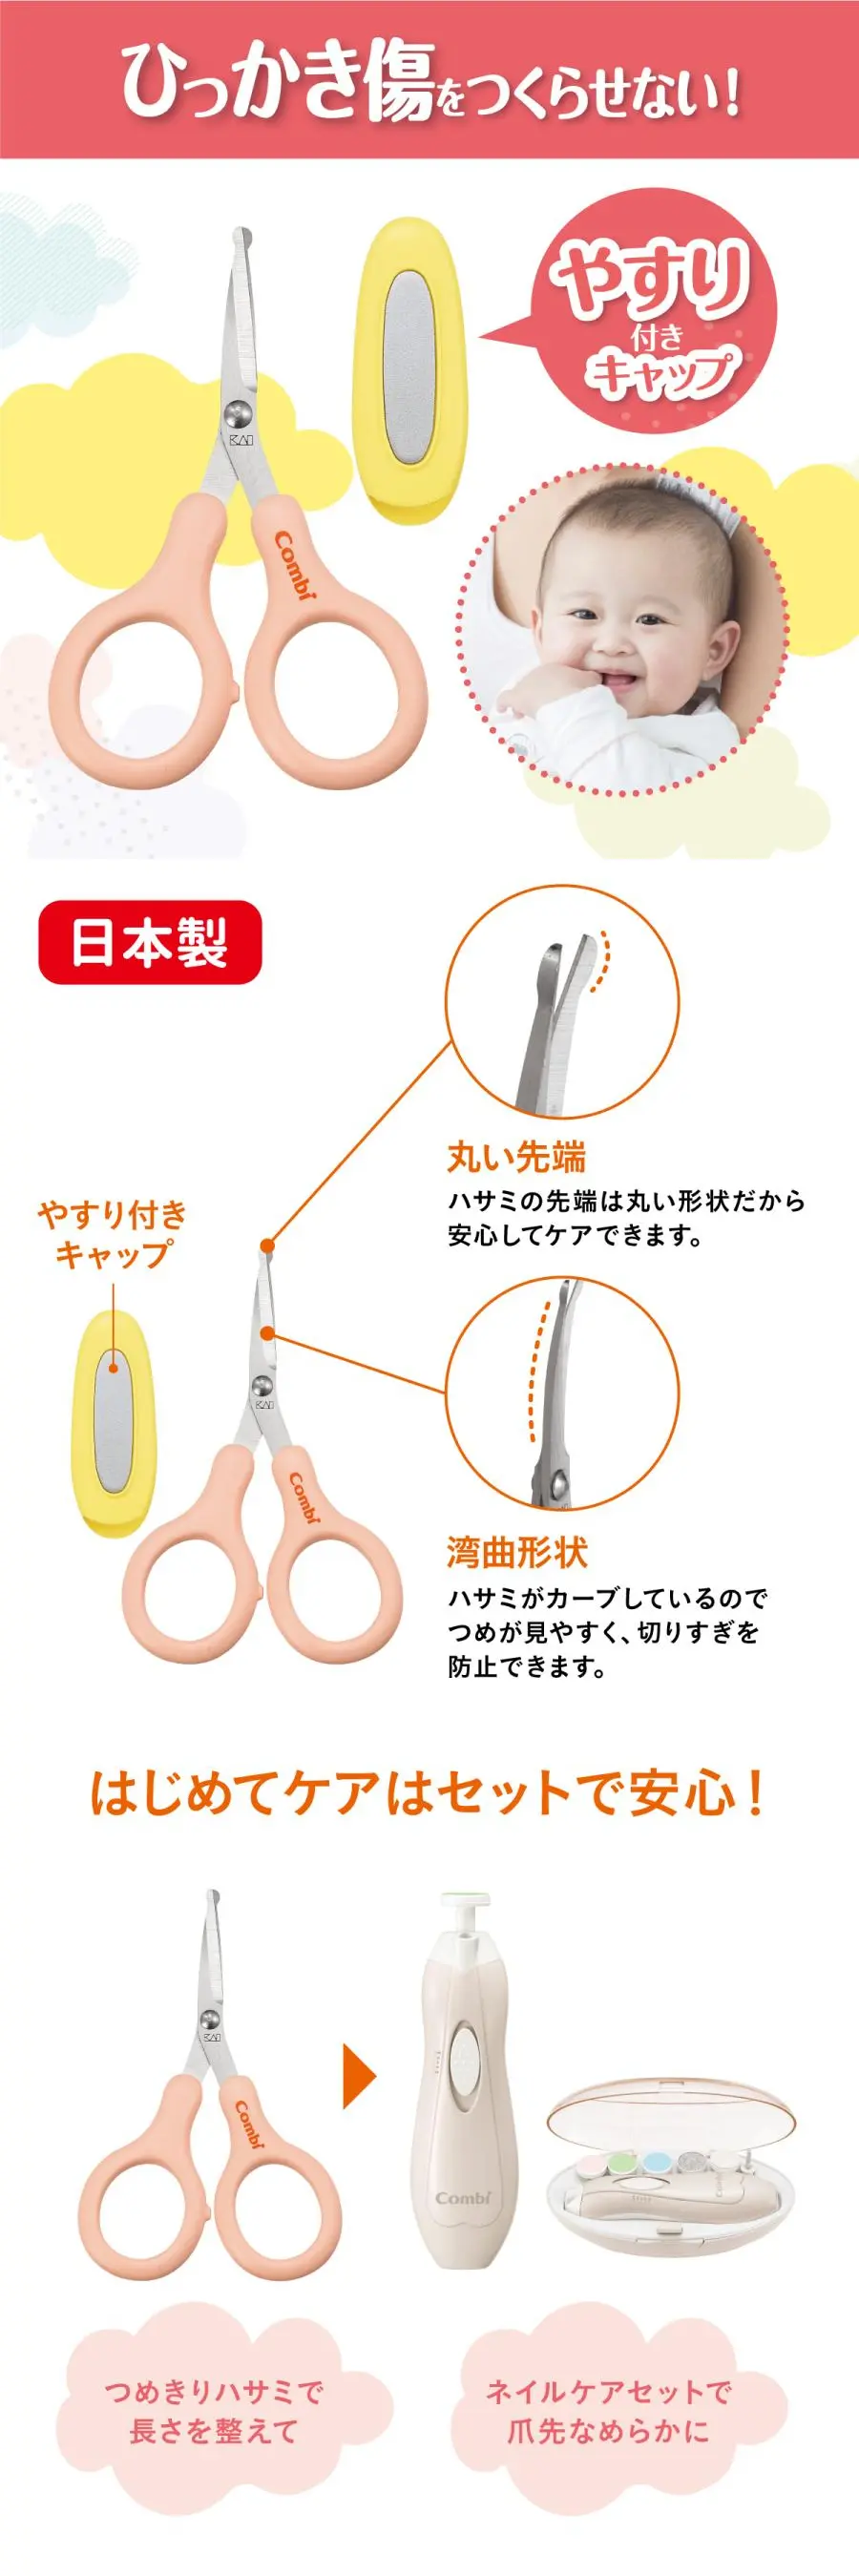 ひっかき傷をつくらせない！
やすり
付き
キャップ
KAI
Combi
日本製
丸い先端
ハサミの先端は丸い形状だから
安心してケアできます。
やすり付き
キャップ
KAI
Combi
湾曲形状
ハサミがカーブしているので
つめが見やすく、切りすぎを
防止できます。
はじめてケアはセットで安心！
KAI
Combi
Combi
つめきりハサミで
長さを整えて
ネイルケアセットで
爪先なめらかに